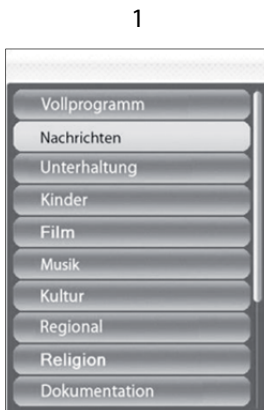 1
Vollprogramm
Nachrichten
Unterhaltung
Kinder
Film
Musik
Kultur
Regional
Religion
Dokumentation